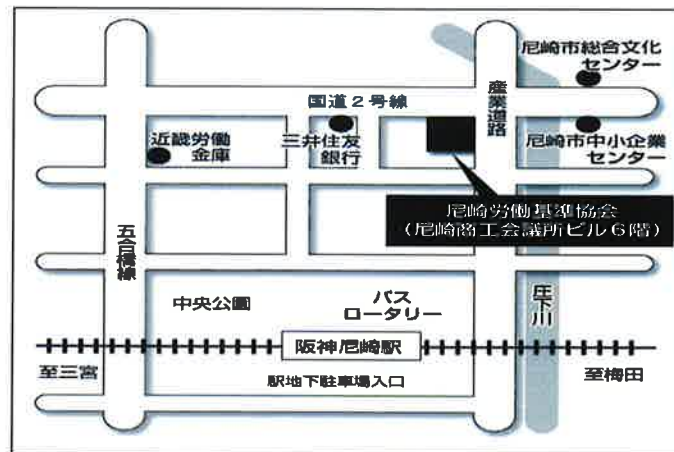 尼崎市総合文化
センター
国道２号線
産業道路
近畿労働
金庫
三井住友
銀行
尼崎市中小企業
センター
尼崎労働基準協会
（尼崎商工会議所ビル６階）
五合橋線
中央公園
バス
ロータリー
庄下川
阪神尼崎駅
至三宮
駅地下駐車場入口
至梅田